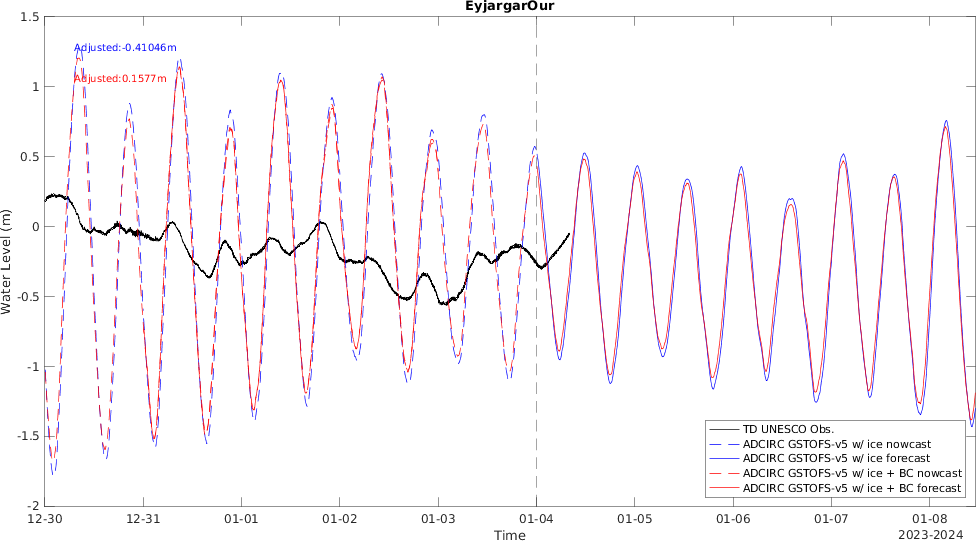 EyjargarOur
1.5
Adjusted:-0.41046m
Adjusted:0.1577m
1
0.5
0
-0.5
-1
-1.5
-2
Water Level (m)
TD UNESCO Obs.
ADCIRC GSTOFS-v5 w/ ice nowcast
ADCIRC GSTOFS-v5 w/ ice forecast
ADCIRC GSTOFS-v5 w/ ice + BC nowcast
ADCIRC GSTOFS-v5 w/ ice + BC forecast
12-30 12-31 01-01 01-02 01-03 01-04 01-05 01-06 01-07 01-08
Time
2023-2024